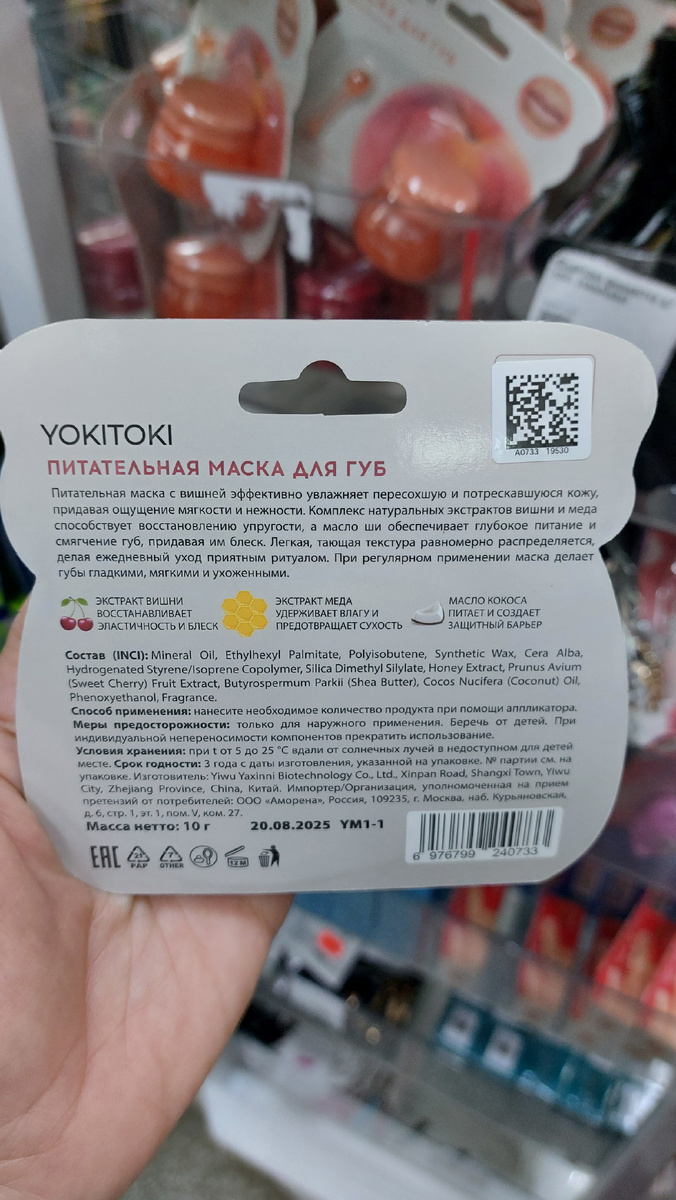 МАСКА ДЛЯ ГУБ
A0733 19530
YOKITOKI
ПИТАТЕЛЬНАЯ МАСКА ДЛЯ ГУБ
Питательная маска с вишней эффективно увлажняет пересохшую и потрескавшуюся кожу,
придавая ощущение мягкости и нежности. Комплекс натуральных экстрактов вишни и меда
способствует восстановлению упругости, а масло ши обеспечивает глубокое питание и
смягчение губ, придавая им блеск. Легкая, тающая текстура равномерно распределяется,
делая ежедневный уход приятным ритуалом. При регулярном применении маска делает
губы гладкими, мягкими и ухоженными.
ЭКСТРАКТ ВИШНИ
ВОССТАНАВЛИВАЕТ
ЭЛАСТИЧНОСТЬ И БЛЕСК
ЭКСТРАКТ МЕДА
УДЕРЖИВАЕТ ВЛАГУ И
ПРЕДОТВРАЩАЕТ СУХОСТЬ
МАСЛО КОКОСА
ПИТАЕТ И СОЗДАЕТ
ЗАЩИТНЫЙ БАРЬЕР
Состав (INCI): Mineral Oil, Ethylhexyl Palmitate, Polyisobutene, Synthetic Wax, Cera Alba,
Hydrogenated Styrene/Isoprene Copolymer, Silica Dimethyl Silylate, Honey Extract, Prunus Avium
(Sweet Cherry) Fruit Extract, Butyrospermum Parkii (Shea Butter), Cocos Nucifera (Coconut) Oil,
Phenoxyethanol, Fragrance.
Способ применения: нанесите необходимое количество продукта при помощи аппликатора.
Меры предосторожности: только для наружного применения. Беречь от детей. При
индивидуальной непереносимости компонентов прекратить использование.
Условия хранения: при t от 5 до 25 °C вдали от солнечных лучей в недоступном для детей
месте. Срок годности: 3 года с даты изготовления, указанной на упаковке. № партии см. на
упаковке. Изготовитель: Yiwu Yaxinni Biotechnology Co., Ltd., Xinpan Road, Shangxi Town, Yiwu
City, Zhejiang Province, China, Китай. Импортер/Организация, уполномоченная на прием
претензий от потребителей: ООО «Аморена», Россия, 109235, г. Москва, наб. Курьяновская,
д. 6, стр. 1, эт. 1, пом. V, ком. 27.
Масса нетто: 10 г 20.08.2025 YM1-1
6 976799 240733
EAC 21 PAP 7 OTHER 12 M